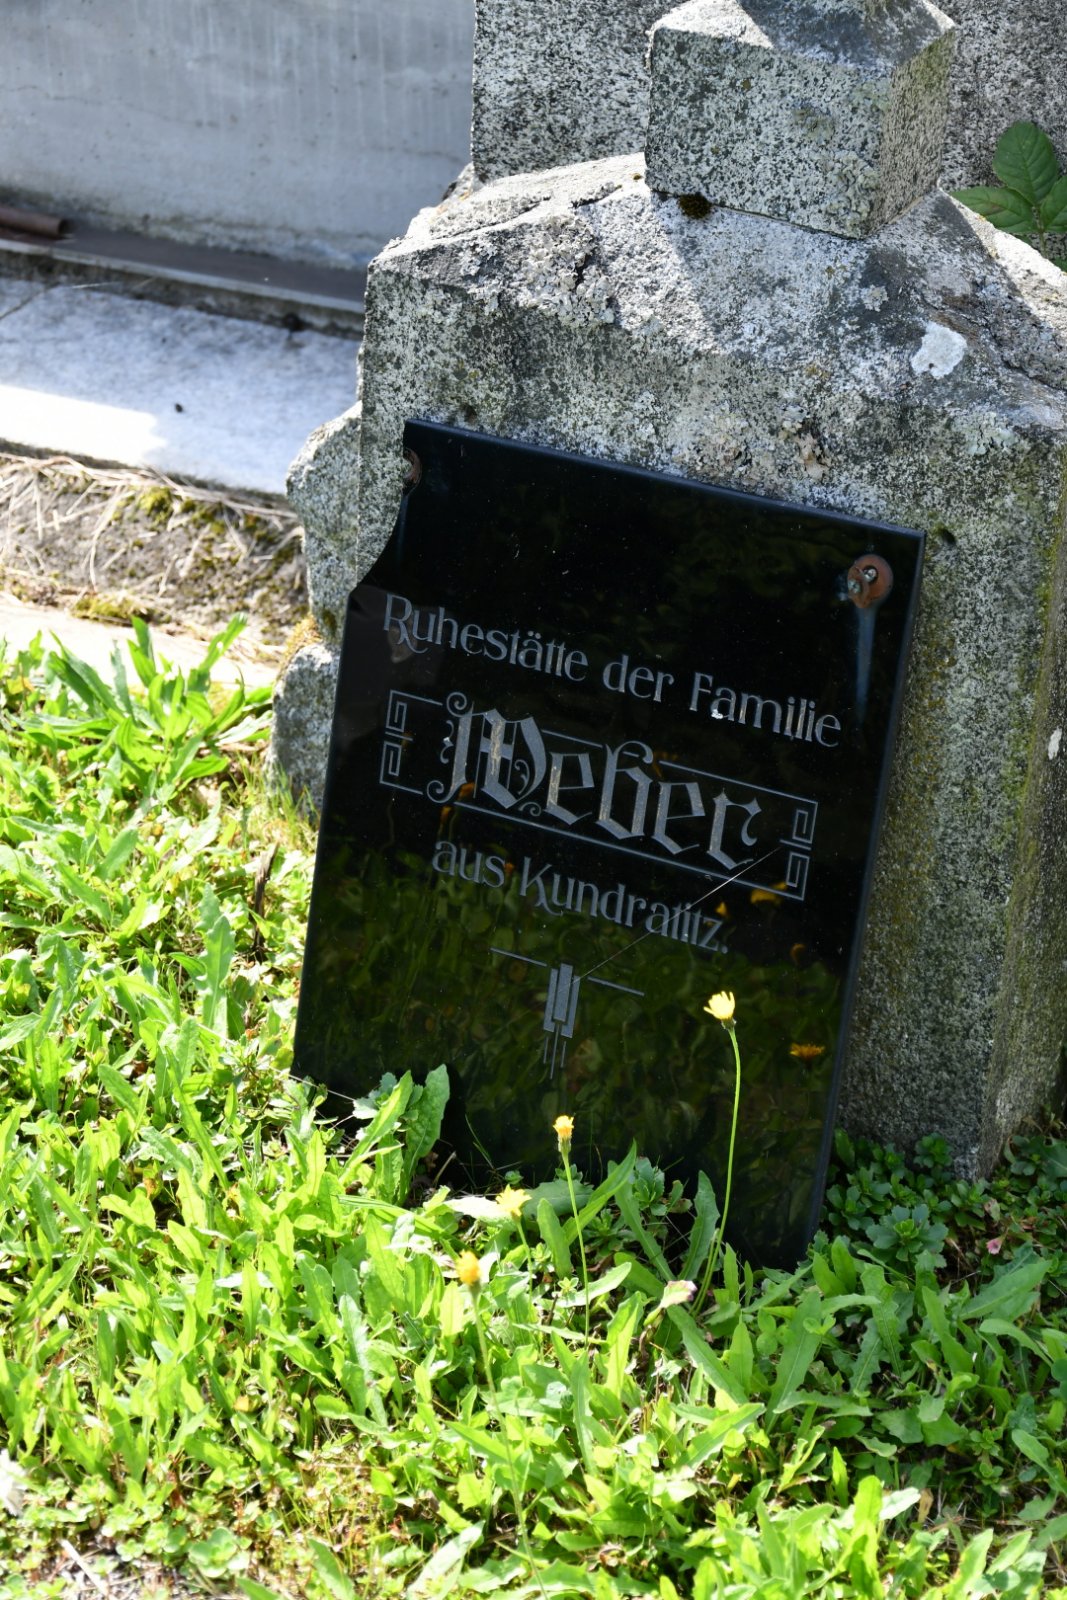 Ruhestätte der Familie
Weber
aus Kundratitz.